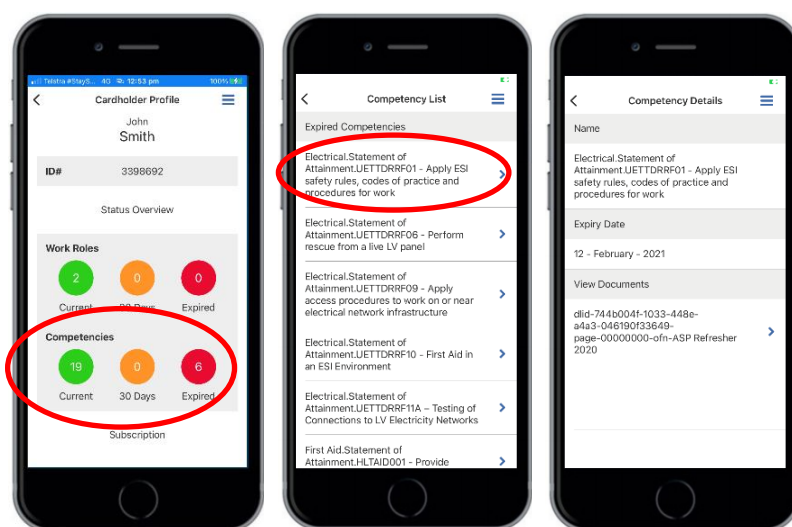 Telstra #StayS... 4G 12:53 pm 100%
Cardholder Profile
John
Smith
ID# 3398692
Status Overview
Work Roles
2 0 0
Current 30 Days Expired
Competencies
19 0 6
Current 30 Days Expired
Subscription
Competency List
Expired Competencies
Electrical.Statement of
Attainment.UETTDRRF01 - Apply ESI
safety rules, codes of practice and
procedures for work
Electrical.Statement of
Attainment.UETTDRRF06 - Perform
rescue from a live LV panel
Electrical.Statement of
Attainment.UETTDRRF09 - Apply
access procedures to work on or near
electrical network infrastructure
Electrical.Statement of
Attainment.UETTDRRF10 - First Aid in
an ESI Environment
Electrical.Statement of
Attainment.UETTDRRF11A – Testing of
Connections to LV Electricity Networks
First Aid.Statement of
Attainment.HLTAID001 - Provide
Competency Details
Name
Electrical.Statement of
Attainment.UETTDRRF01 - Apply ESI
safety rules, codes of practice and
procedures for work
Expiry Date
12 - February - 2021
View Documents
dlid-744b004f-1033-448e-
a4a3-046190f33649-
page-00000000-ofn-ASP Refresher
2020